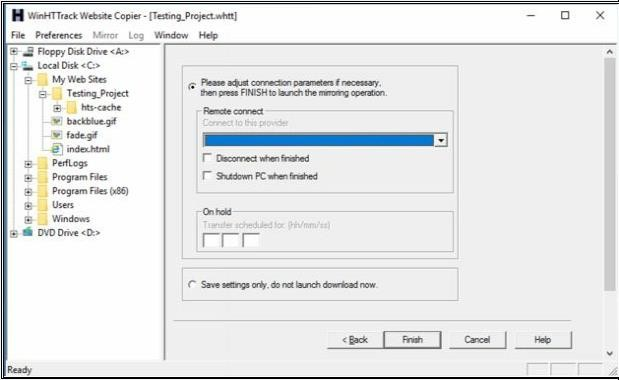 WinHTTrack Website Copier - [Testing_Project.whtt]
File Preferences Mirror Log Window Help
Floppy Disk Drive <A:>
Local Disk <C:>
My Web Sites
Testing_Project
hts-cache
backblue.gif
fade.gif
index.html
PerfLogs
Program Files
Program Files (x86)
Users
Windows
DVD Drive <D:>
Please adjust connection parameters if necessary,
then press FINISH to launch the mirroring operation.
Remote connect
Connect to this provider
Disconnect when finished
Shutdown PC when finished
On hold
Transfer scheduled for: (hh/mm/ss)
Save settings only, do not launch download now.
< Back Finish Cancel Help
Ready